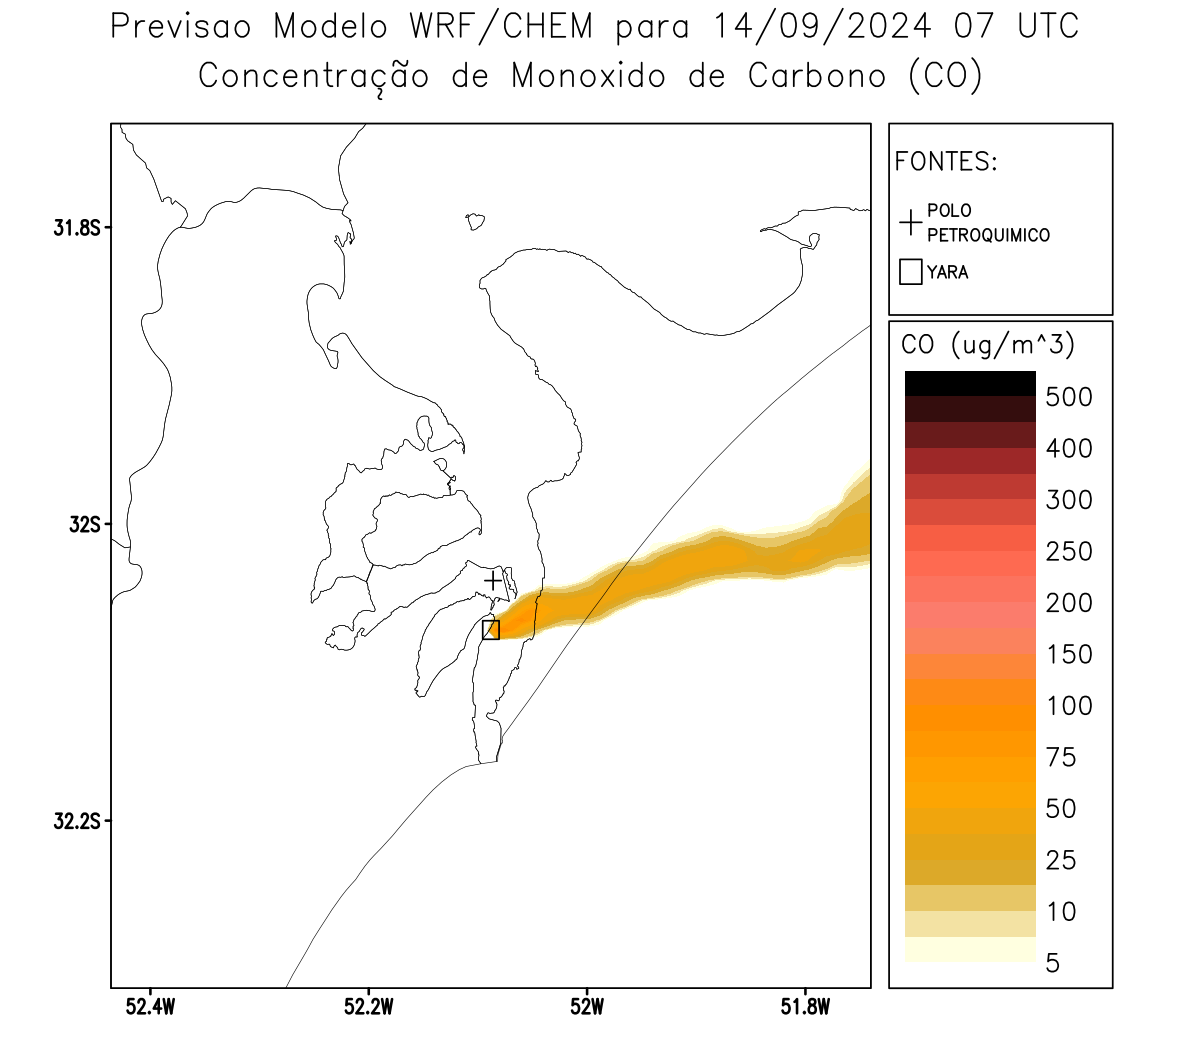 Previsao Modelo WRF/CHEM para 14/09/2024 07 UTC
Concentração de Monoxido de Carbono (CO)
FONTES:
POLO
PETROQUIMICO
YARA
CO (ug/m^3)
500
400
300
250
200
150
100
75
50
25
10
5
31.8S
32S
32.2S
52.4W
52.2W
52W
51.8W